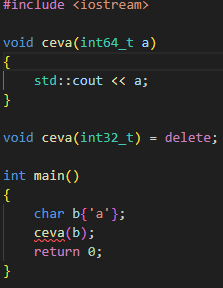 #include <iostream>
void ceva(int64_t a)
{
    std::cout << a;
}
void ceva(int32_t) = delete;
int main()
{
    char b{'a'};
    ceva(b);
    return 0;
}